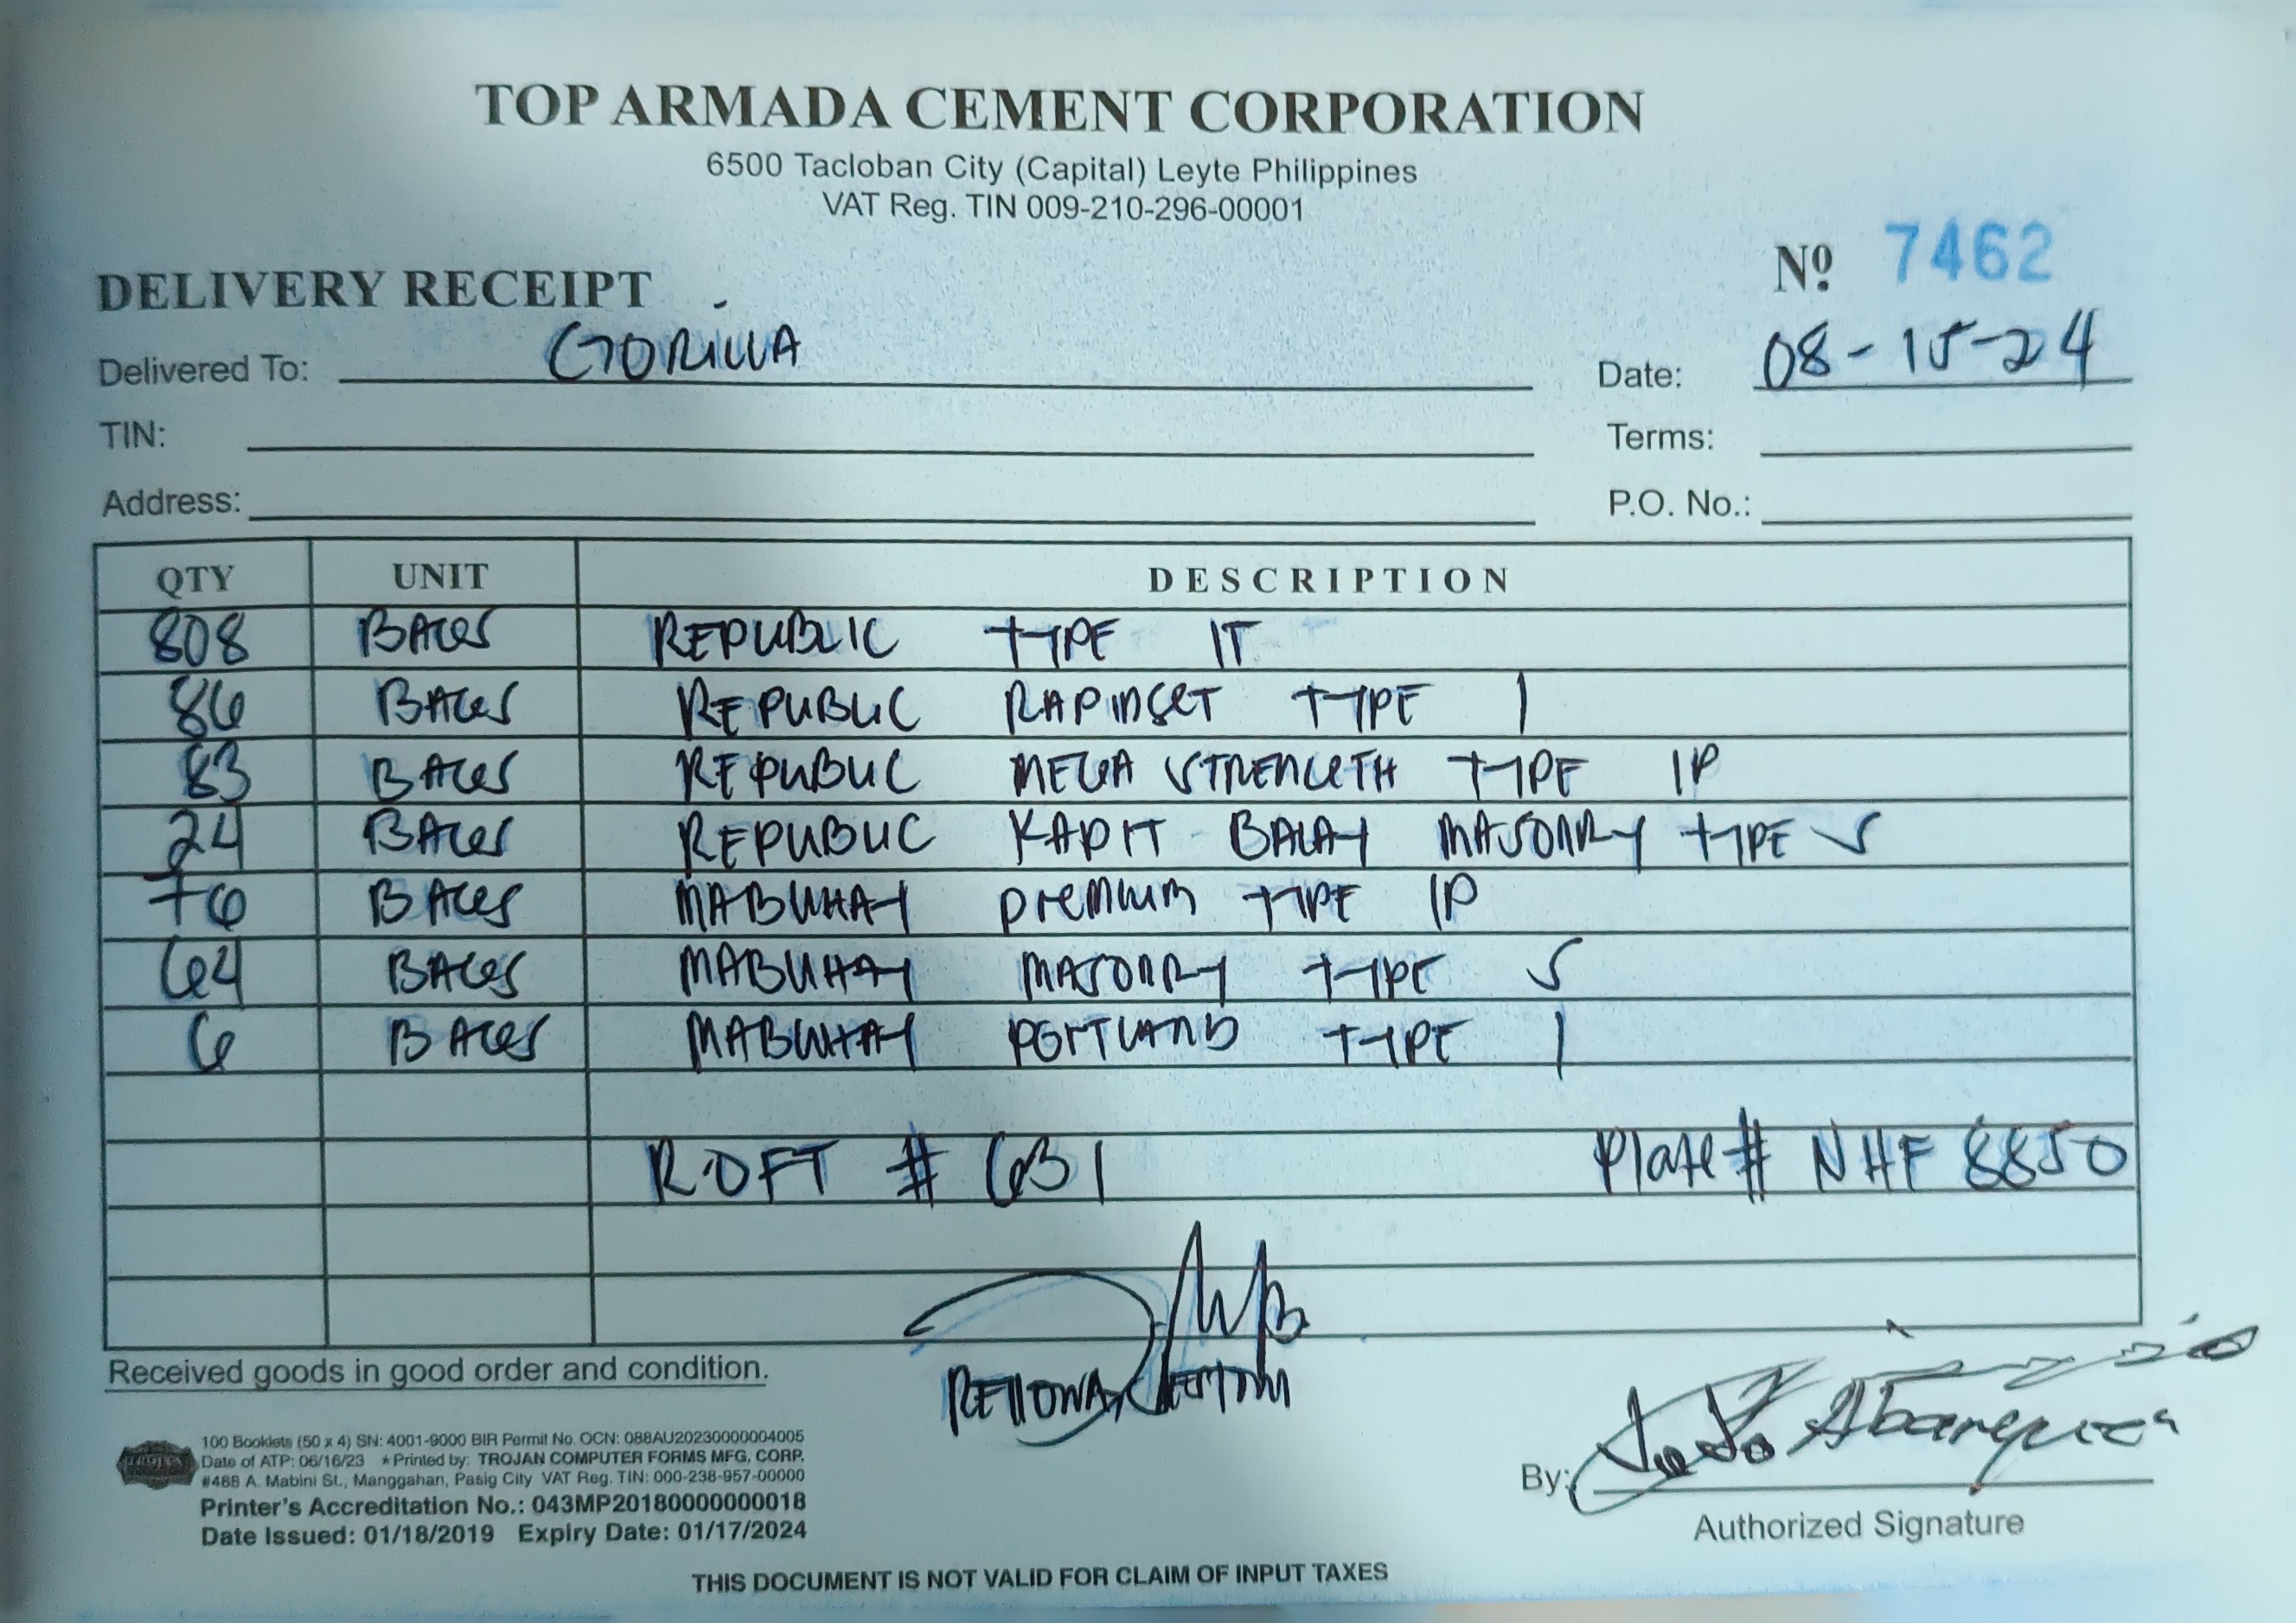 TOP ARMADA CEMENT CORPORATION
6500 Tacloban City (Capital) Leyte Philippines
VAT Reg. TIN 009-210-296-00001
Nº 7462
DELIVERY RECEIPT
Delivered To: GORILLA Date: 08-15-24
TIN: Terms:
Address: P.O. No.:
QTY UNIT DESCRIPTION
808 BAGS REPUBLIC TYPE 1T
86 BAGS REPUBLIC RAPIDSET TYPE 1
83 BAGS REPUBLIC MEGA STRENGTH TYPE 1P
24 BAGS REPUBLIC KAPIT BALAY MASONRY TYPE S
76 BAGS MABUHAY PREMIUM TYPE 1P
64 BAGS MABUHAY MASONRY TYPE S
6 BAGS MABUHAY PORTLAND TYPE 1
ROFT # 631 Plate# NHF 8850
Received goods in good order and condition.
100 Booklets (50 x 4) SN: 4001-9000 BIR Permit No. OCN: 088AU20230000004005
Date of ATP: 06/16/23 *Printed by: TROJAN COMPUTER FORMS MFG. CORP.
#488 A. Mabini St., Manggahan, Pasig City VAT Reg. TIN: 000-238-957-00000
Printer's Accreditation No.: 043MP20180000000018
Date Issued: 01/18/2019 Expiry Date: 01/17/2024
By:
Authorized Signature
THIS DOCUMENT IS NOT VALID FOR CLAIM OF INPUT TAXES